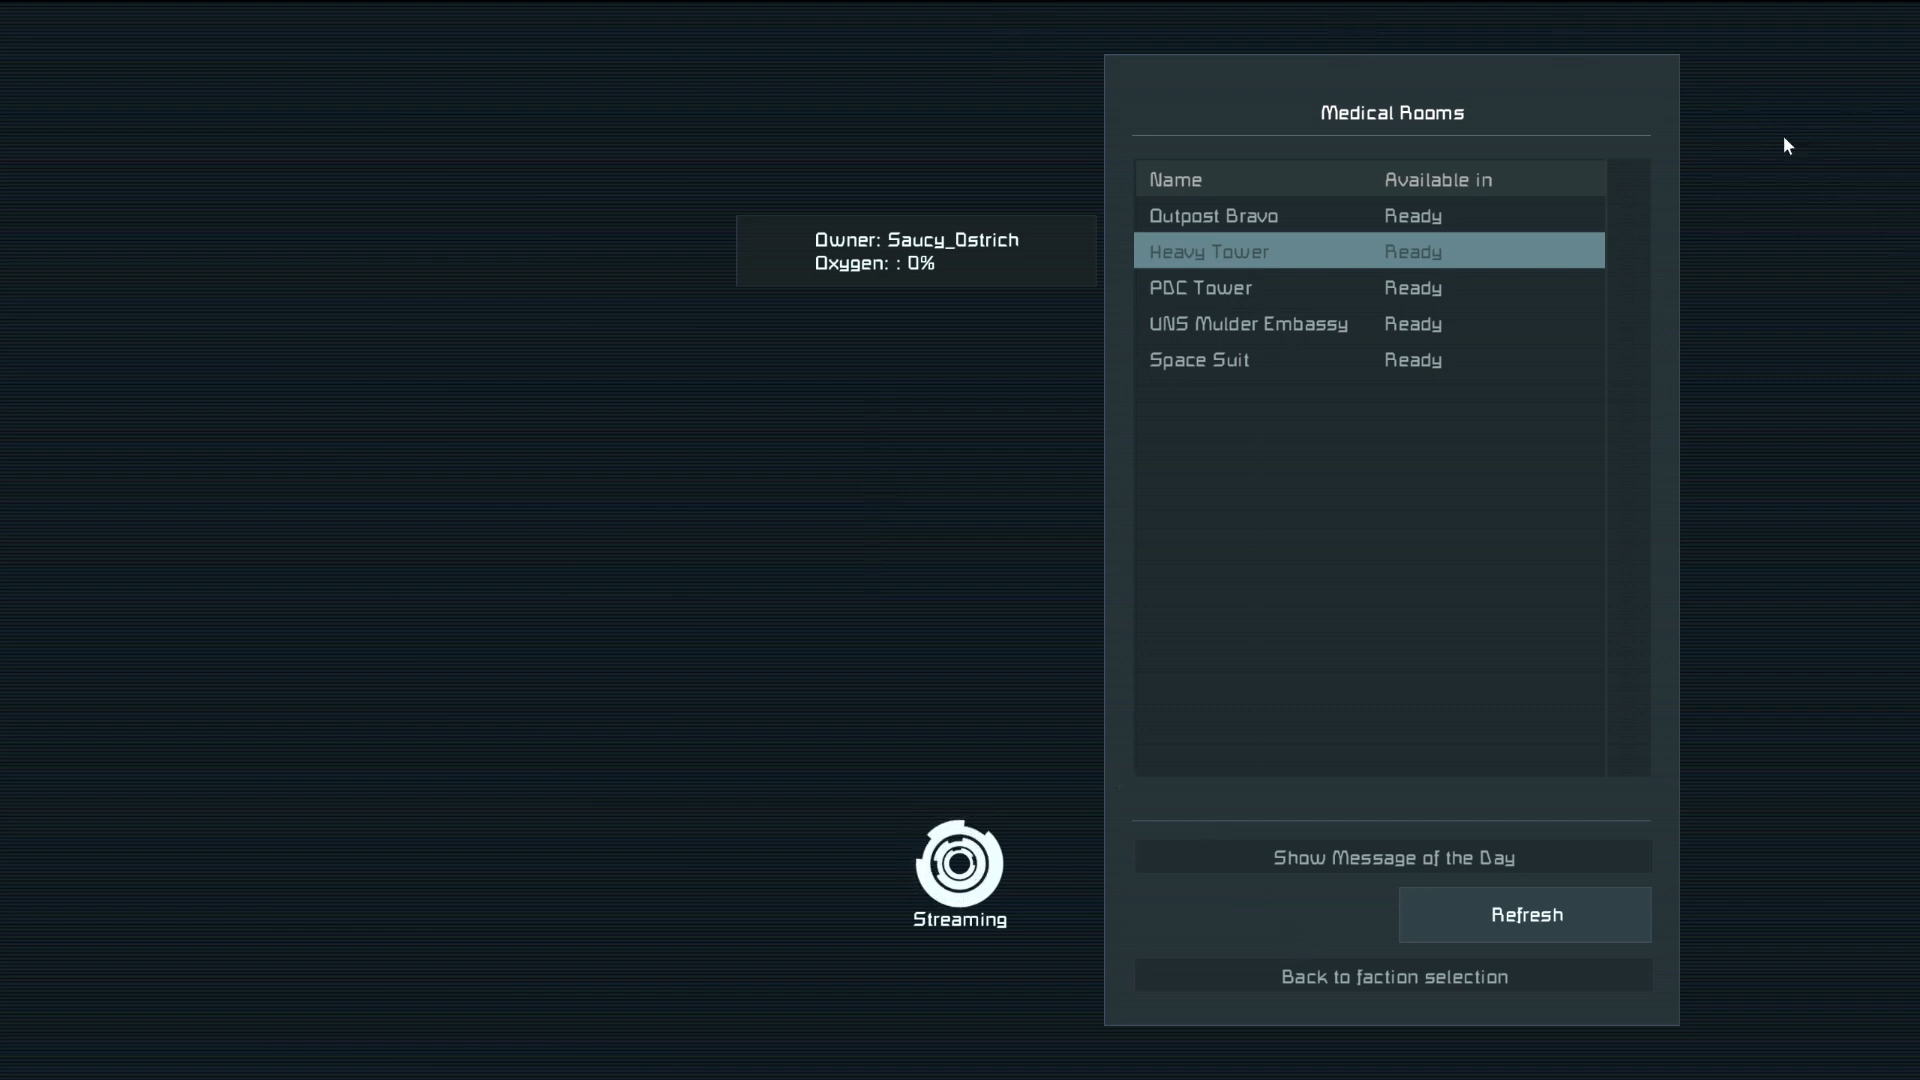 Medical Rooms
Name Available in
Outpost Bravo Ready
Heavy Tower Ready
PDC Tower Ready
UNS Mulder Embassy Ready
Space Suit Ready
Owner: Saucy_Ostrich
Oxygen: : 0%
Streaming
Show Message of the Day
Refresh
Back to faction selection